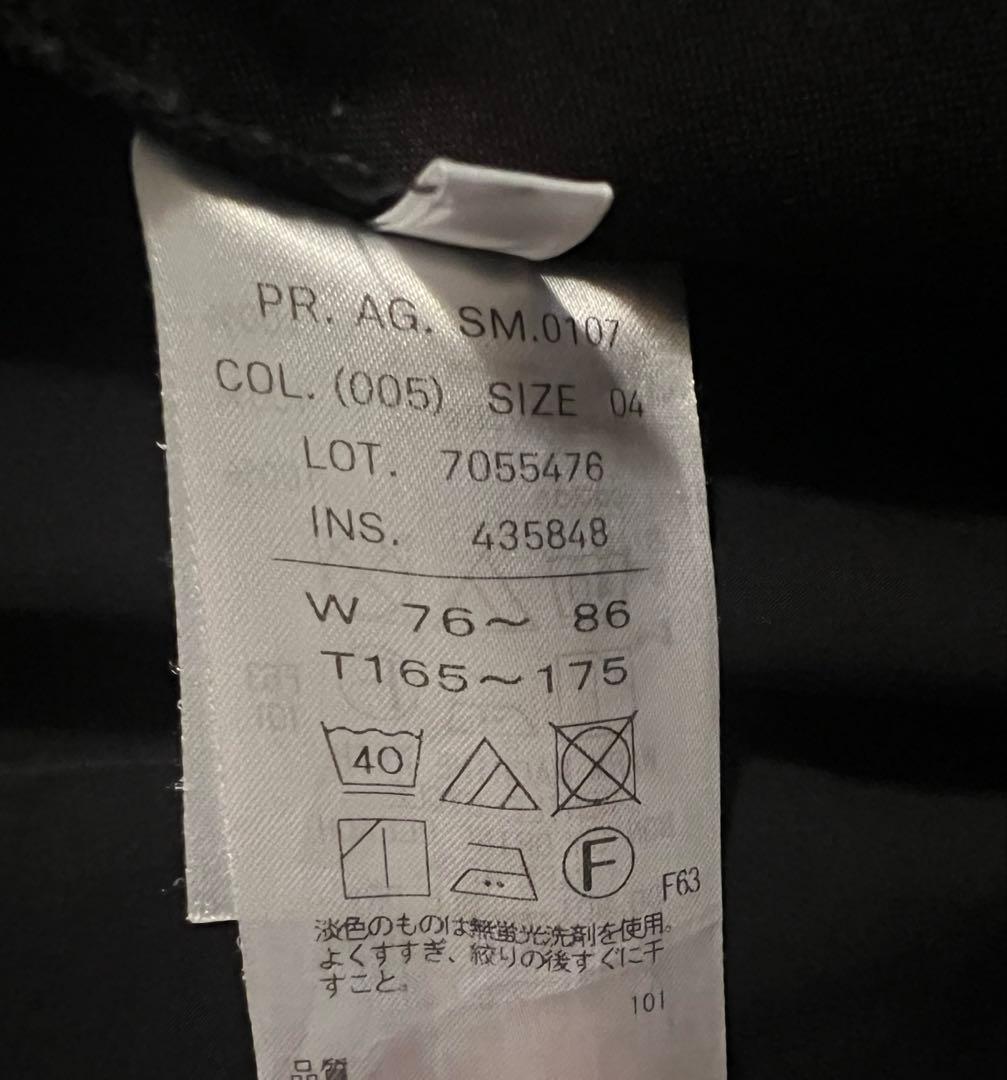 PR. AG. SM.0107
COL. (005) SIZE 04
LOT. 7055476
INS. 435848
W 76～ 86
T165～175
40
F
F63
淡色のものは無蛍光洗剤を使用。
よくすすぎ、絞りの後すぐに干
すこと。
101
品質